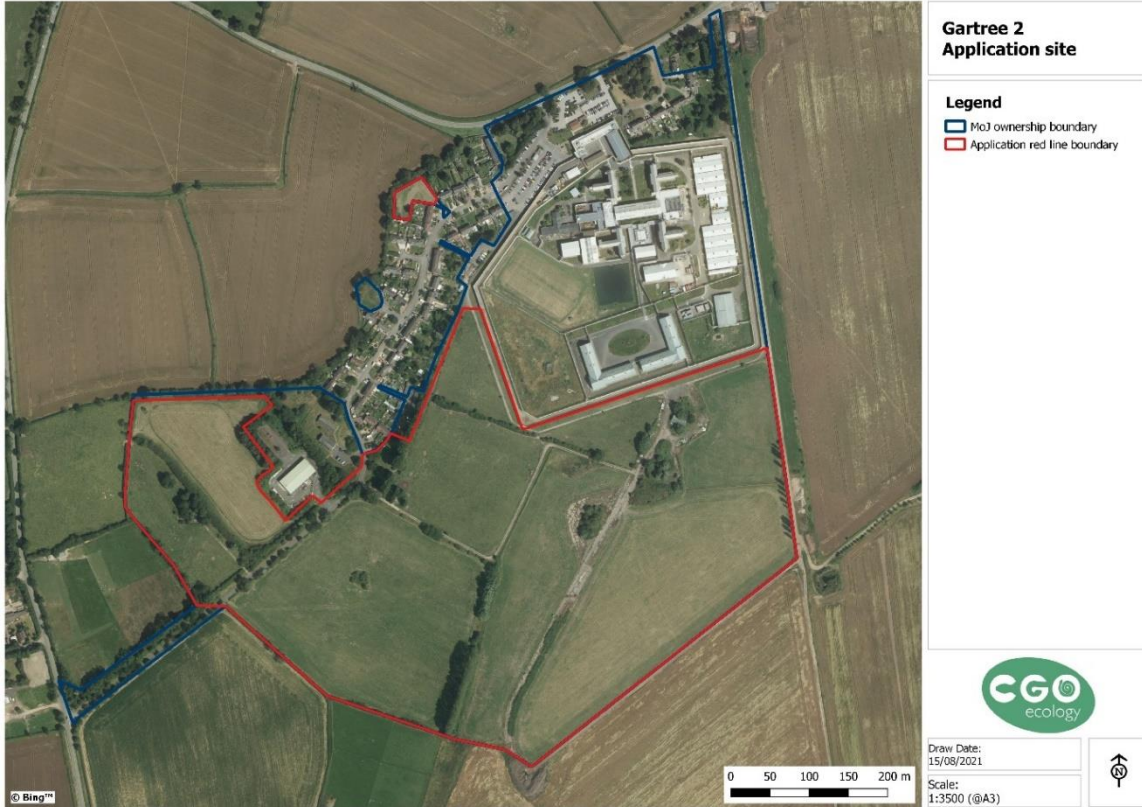 Gartree 2
Application site
Legend
MoJ ownership boundary
Application red line boundary
CGO
ecology
Draw Date:
15/08/2021
Scale:
1:3500 (@A3)
N
0 50 100 150 200 m
© Bing™